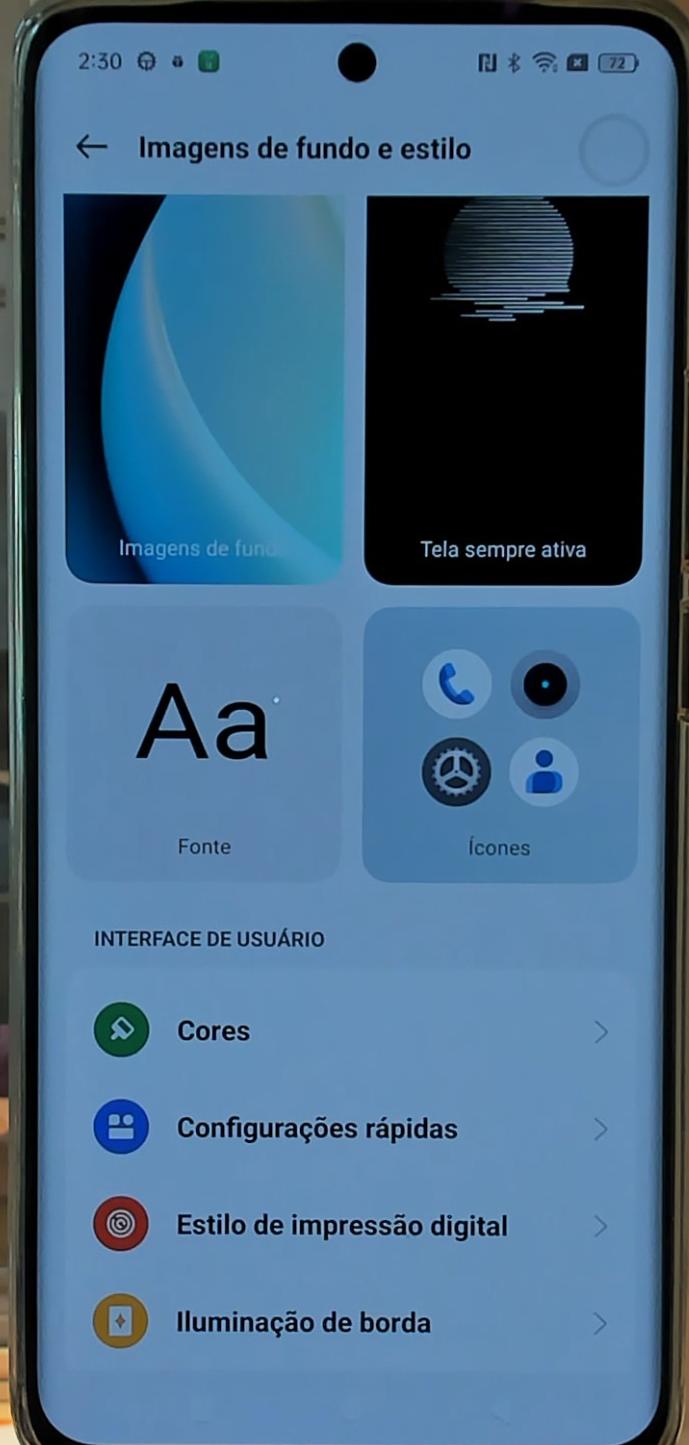 2:30
72
Imagens de fundo e estilo
Imagens de fund
Tela sempre ativa
Aa
Fonte
Ícones
INTERFACE DE USUÁRIO
Cores
Configurações rápidas
Estilo de impressão digital
Iluminação de borda